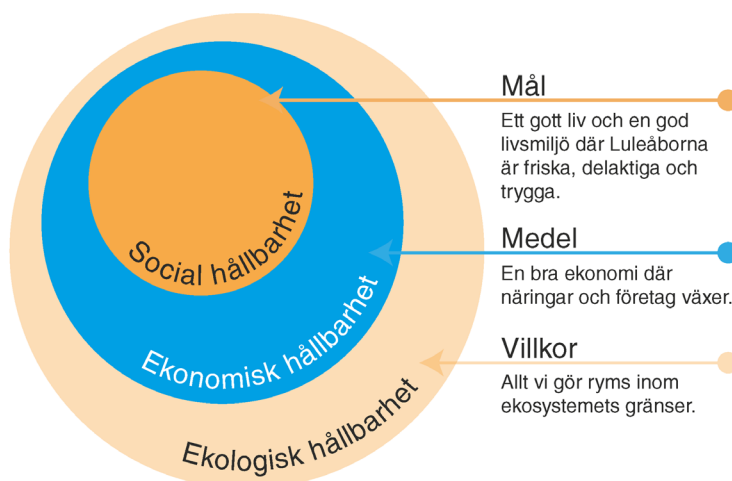 Social hållbarhet
Ekonomisk hållbarhet
Ekologisk hållbarhet
Mål
Ett gott liv och en god
livsmiljö där Luleåborna
är friska, delaktiga och
trygga.
Medel
En bra ekonomi där
näringar och företag växer.
Villkor
Allt vi gör ryms inom
ekosystemets gränser.